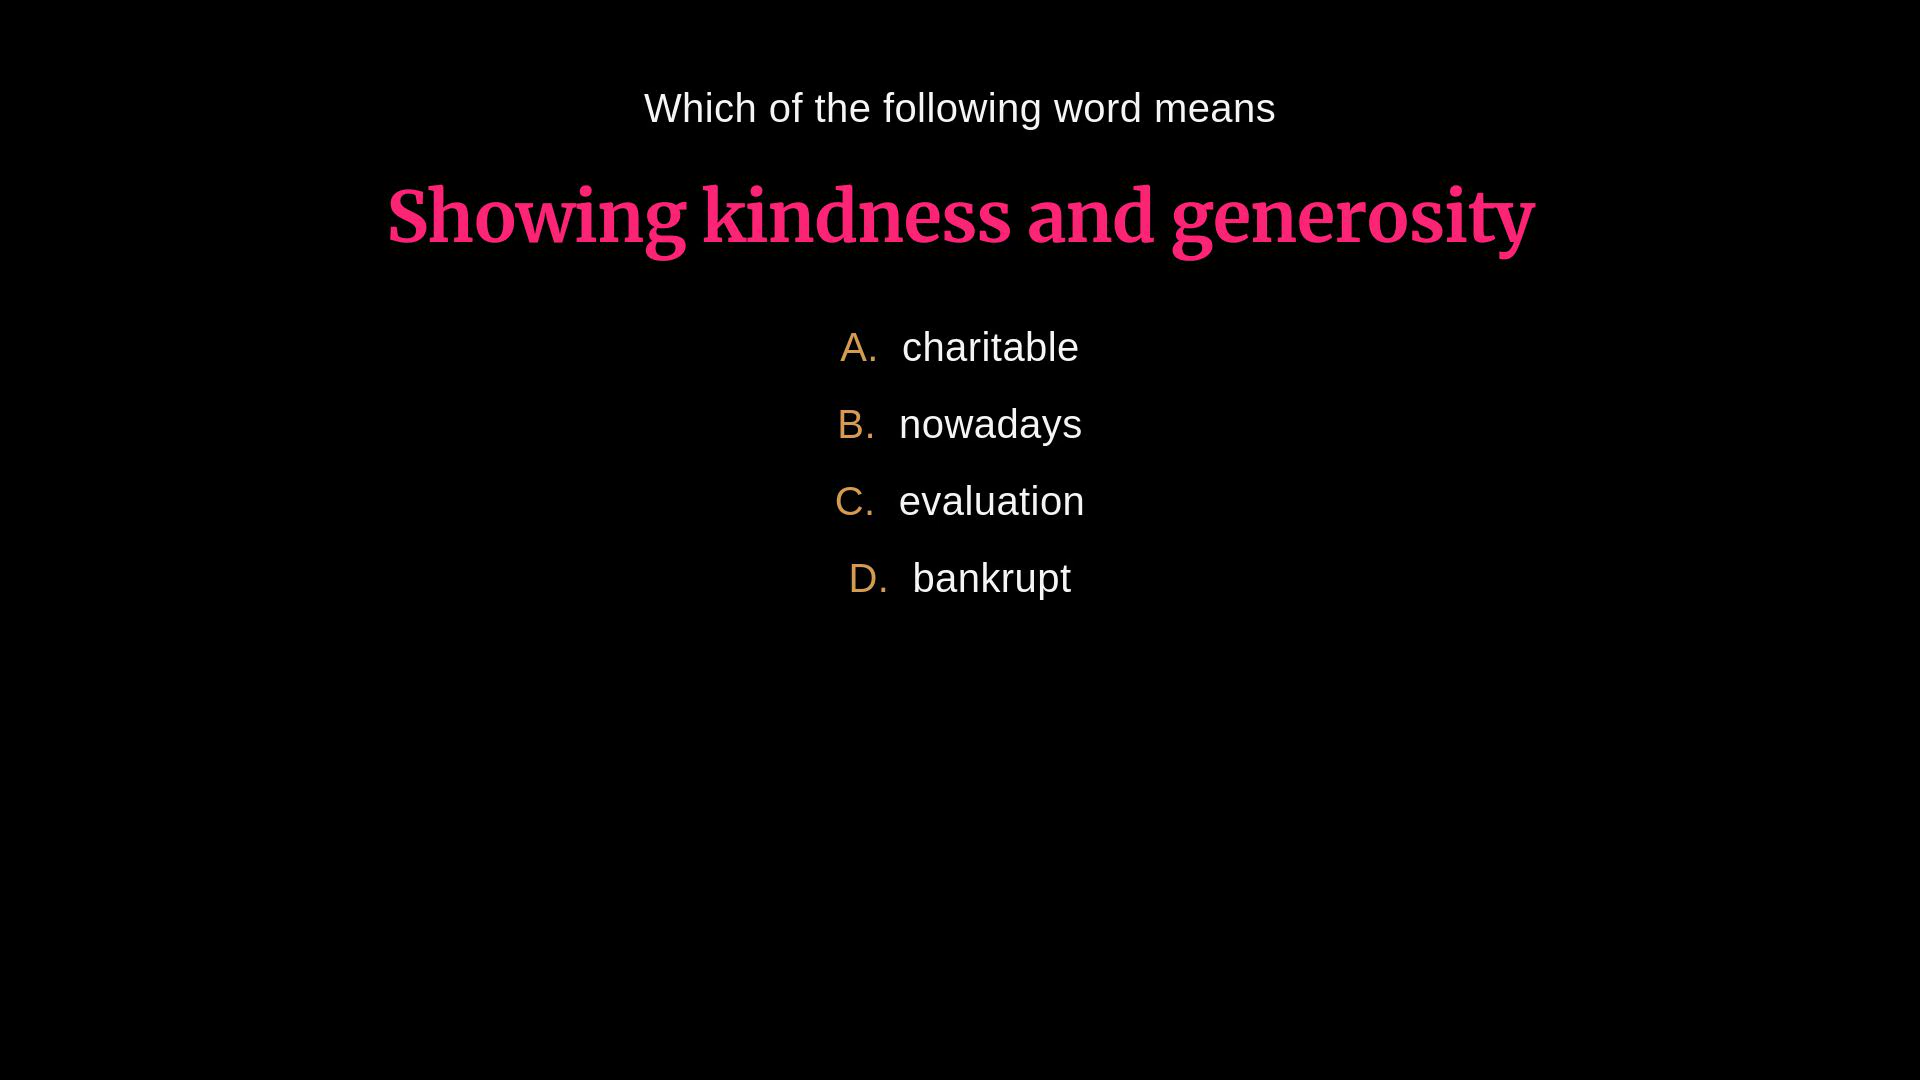 Which of the following word means
Showing kindness and generosity
A. charitable
B. nowadays
C. evaluation
D. bankrupt